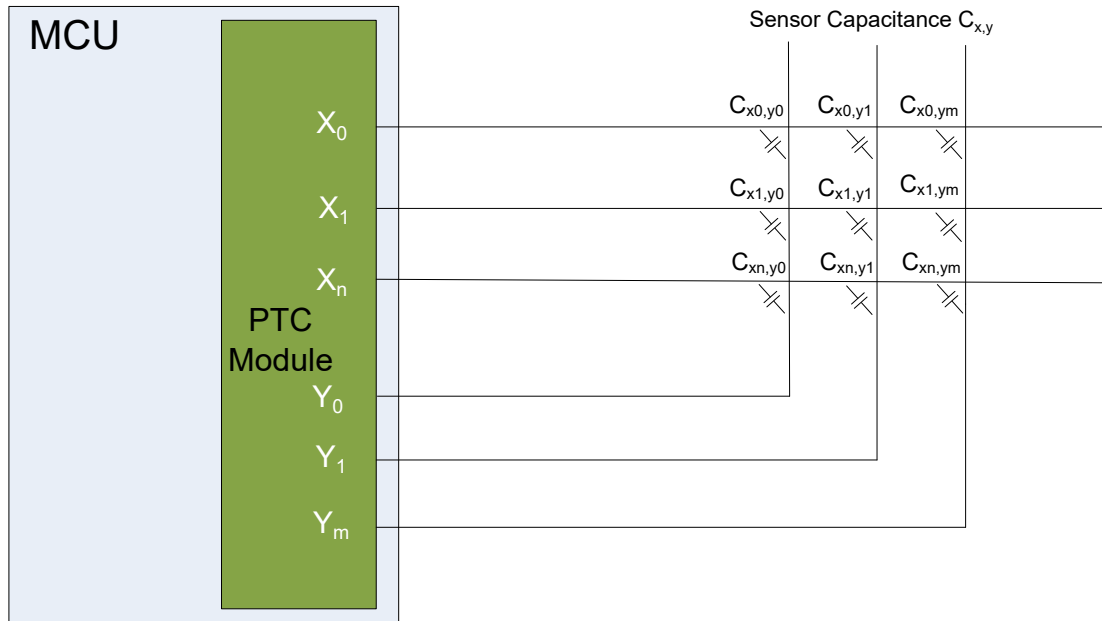 MCU
Sensor Capacitance Cx,y
Cx0,y0 Cx0,y1 Cx0,ym
X0
Cx1,y0 Cx1,y1 Cx1,ym
X1
Cxn,y0 Cxn,y1 Cxn,ym
Xn
PTC
Module
Y0
Y1
Ym